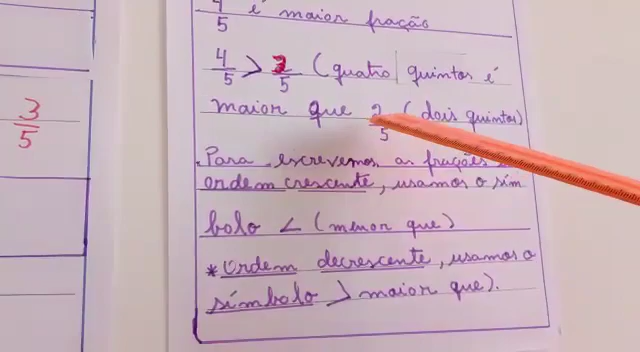 4/5 é maior fração
4/5 > 2/5 (quatro quintos é
maior que 2/5 (dois quintos)
Para escrevemos as frações
ordem crescente, usamos o sím
bolo < (menor que)
*Ordem decrescente, usamos o
símbolo > maior que).
3/5